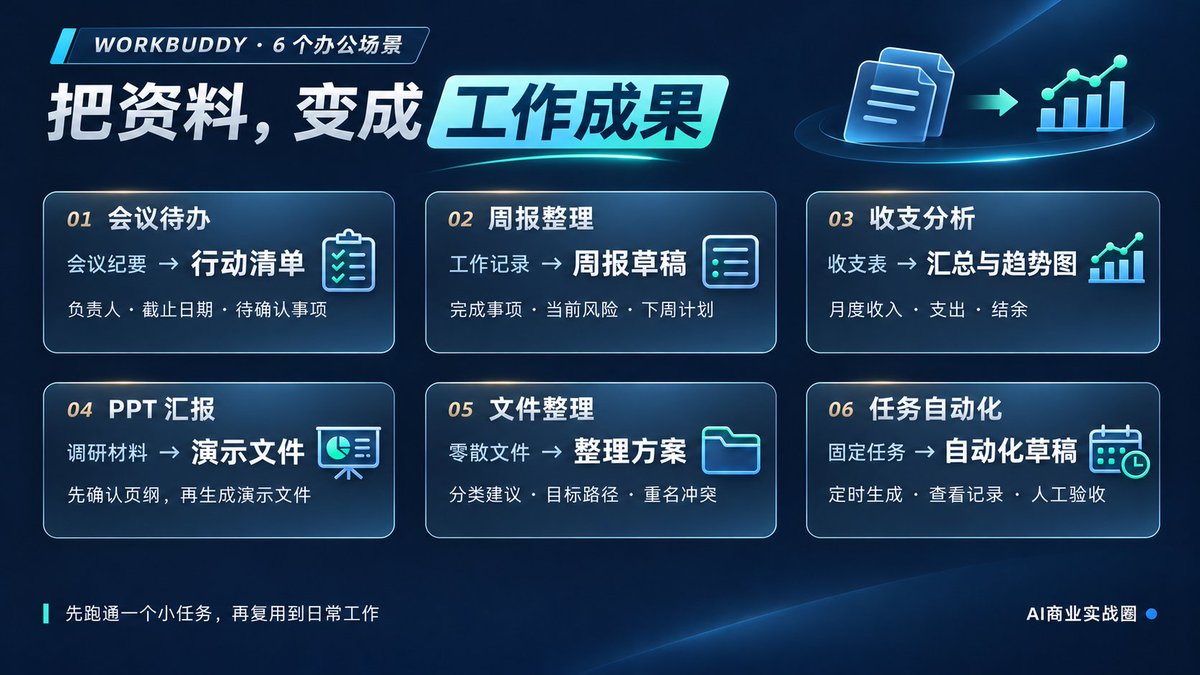 WORKBUDDY · 6 个办公场景
把资料，变成 工作成果
01 会议待办
会议纪要 → 行动清单
负责人 · 截止日期 · 待确认事项
02 周报整理
工作记录 → 周报草稿
完成事项 · 当前风险 · 下周计划
03 收支分析
收支表 → 汇总与趋势图
月度收入 · 支出 · 结余
04 PPT 汇报
调研材料 → 演示文件
先确认页纲，再生成演示文件
05 文件整理
零散文件 → 整理方案
分类建议 · 目标路径 · 重名冲突
06 任务自动化
固定任务 → 自动化草稿
定时生成 · 查看记录 · 人工验收
先跑通一个小任务，再复用到日常工作
AI商业实战圈